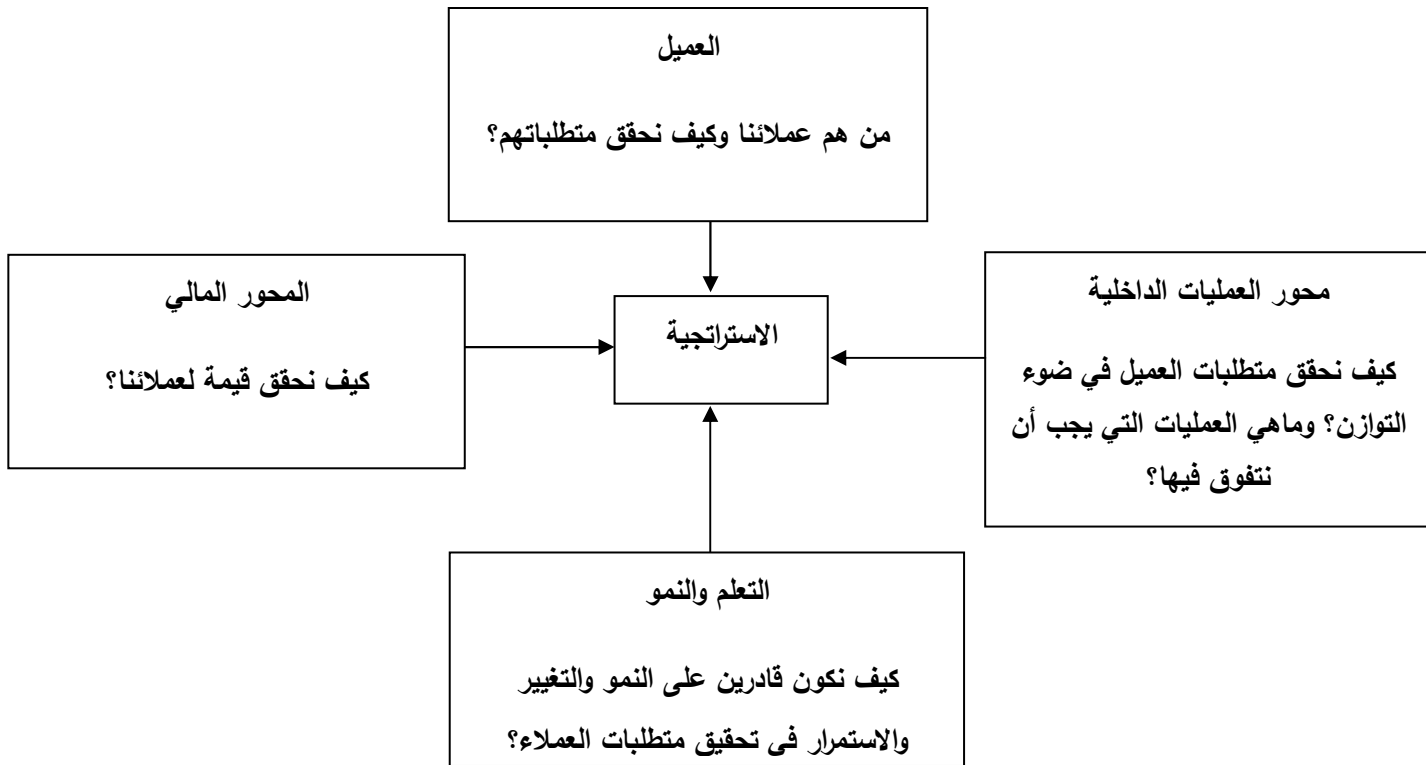 العميل
من هم عملائنا وكيف نحقق متطلباتهم؟
محور العمليات الداخلية
كيف نحقق متطلبات العميل في ضوء
التوازن؟ وماهي العمليات التي يجب أن
نتفوق فيها؟
الاستراتجية
المحور المالي
كيف نحقق قيمة لعملائنا؟
التعلم والنمو
كيف نكون قادرين على النمو والتغيير
والاستمرار في تحقيق متطلبات العملاء؟